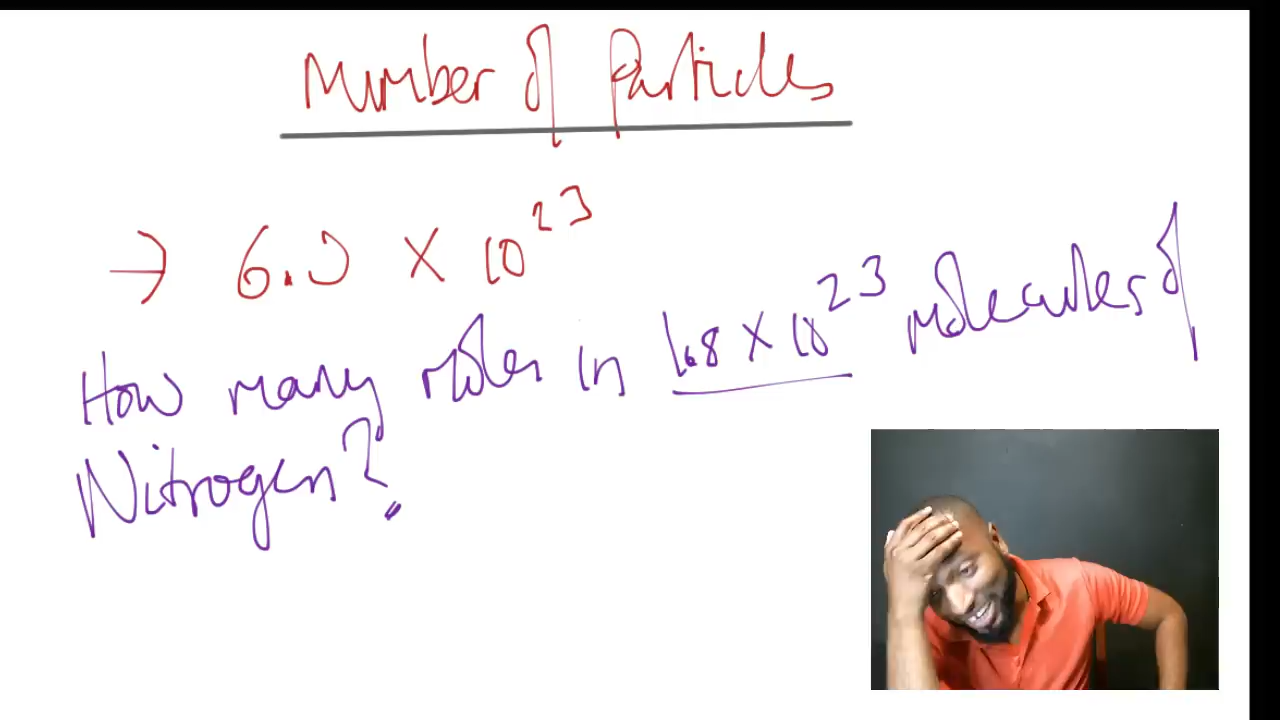 Number of Particles
→ 6.0 × 10²³
How many moles in 1.8 × 10²³ molecules of
Nitrogen?